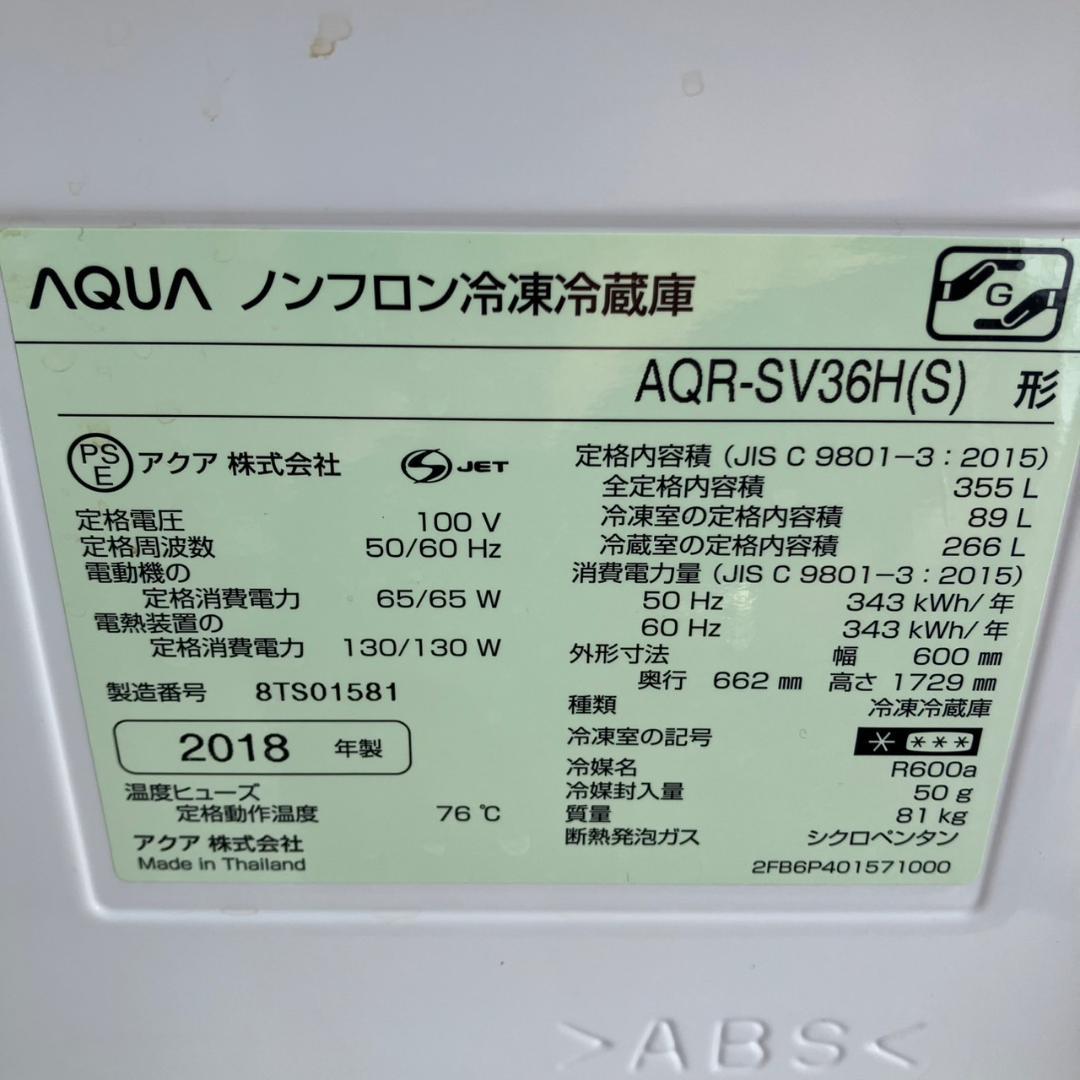 AQUA ノンフロン冷凍冷蔵庫
G
AQR-SV36H(S) 形
PS
E
アクア 株式会社
JET
定格電圧 100 V
定格周波数 50/60 Hz
電動機の
定格消費電力 65/65 W
電熱装置の
定格消費電力 130/130 W
製造番号 8TS01581
2018 年製
温度ヒューズ
定格動作温度 76 ℃
アクア 株式会社
Made in Thailand
定格内容積 (JIS C 9801-3 : 2015)
全定格内容積 355 L
冷凍室の定格内容積 89 L
冷蔵室の定格内容積 266 L
消費電力量 (JIS C 9801-3 : 2015)
50 Hz 343 kWh/年
60 Hz 343 kWh/年
外形寸法 幅 600 mm
奥行 662 mm 高さ 1729 mm
種類 冷凍冷蔵庫
冷凍室の記号 * ***
冷媒名 R600a
冷媒封入量 50 g
質量 81 kg
断熱発泡ガス シクロペンタン
2FB6P401571000
>ABS<